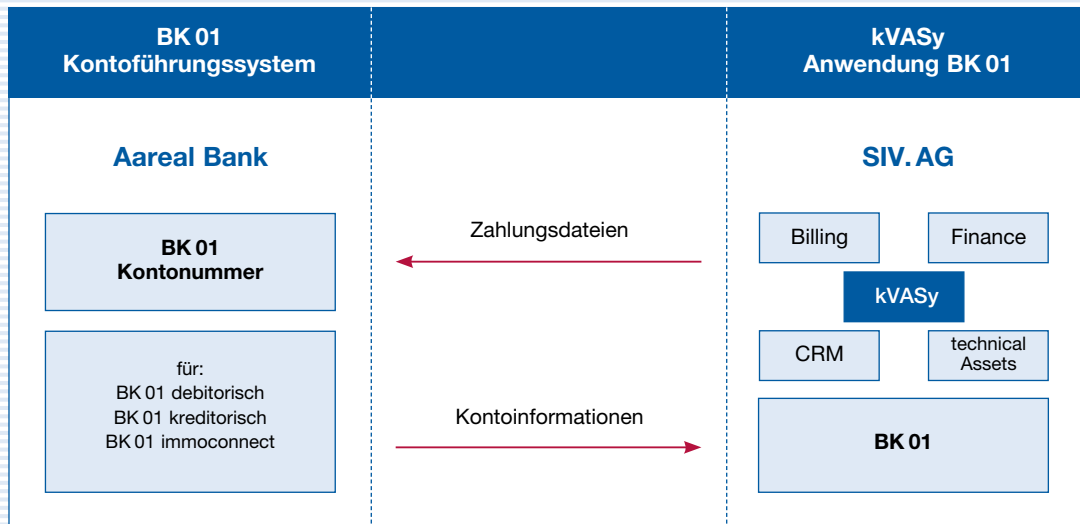 BK 01
Kontoführungssystem
kVASy
Anwendung BK 01
Aareal Bank
SIV.AG
BK 01
Kontonummer
für:
BK 01 debitorisch
BK 01 kreditorisch
BK 01 immoconnect
Zahlungsdateien
Kontoinformationen
Billing
Finance
kVASy
CRM
technical
Assets
BK 01